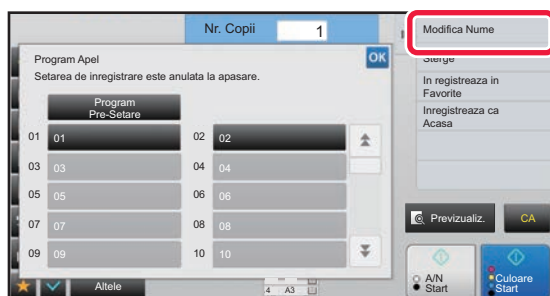 Nr. Copii 1
Modifica Nume
Program Apel OK
Sterge
Setarea de inregistrare este anulata la apasare.
In registreaza in
Favorite
Program
Pre-Setare
Inregistreaza ca
Acasa
01 01 02 02
03 03 04 04
05 05 06 06
07 07 08 08
Previzualiz. CA
09 09 10 10
A/N
Start
Culoare
Start
Altele
4 A3